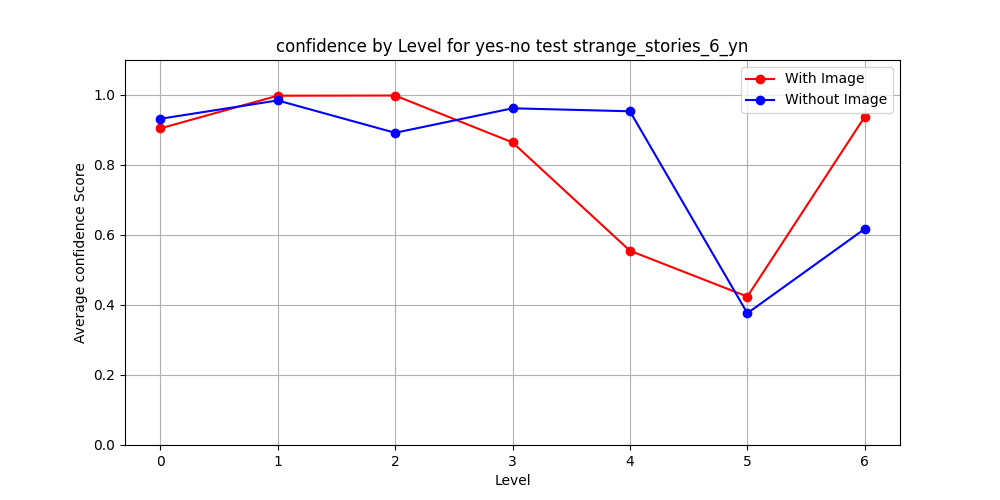 confidence by Level for yes-no test strange_stories_6_yn
With Image
Without Image
Average confidence Score
1.0
0.8
0.6
0.4
0.2
0.0
0 1 2 3 4 5 6
Level